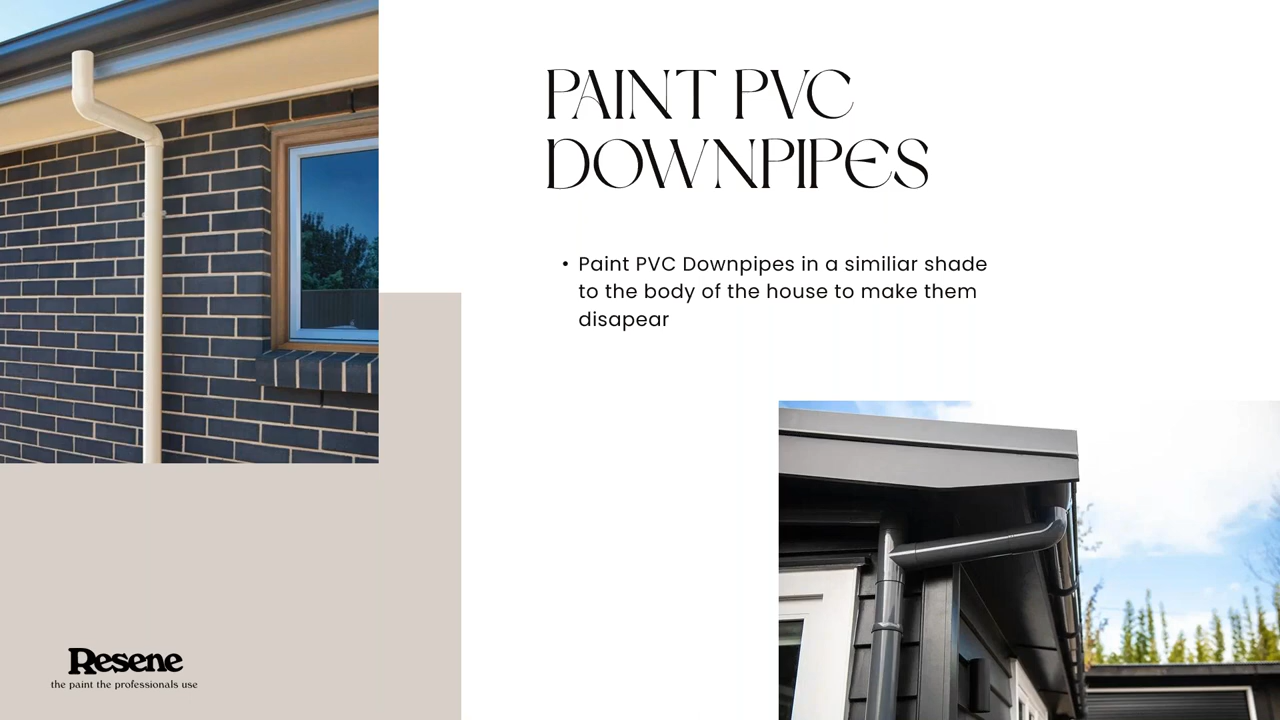 PAINT PVC
DOWNPIPES
• Paint PVC Downpipes in a similiar shade
to the body of the house to make them
disapear
Resene
the paint the professionals use